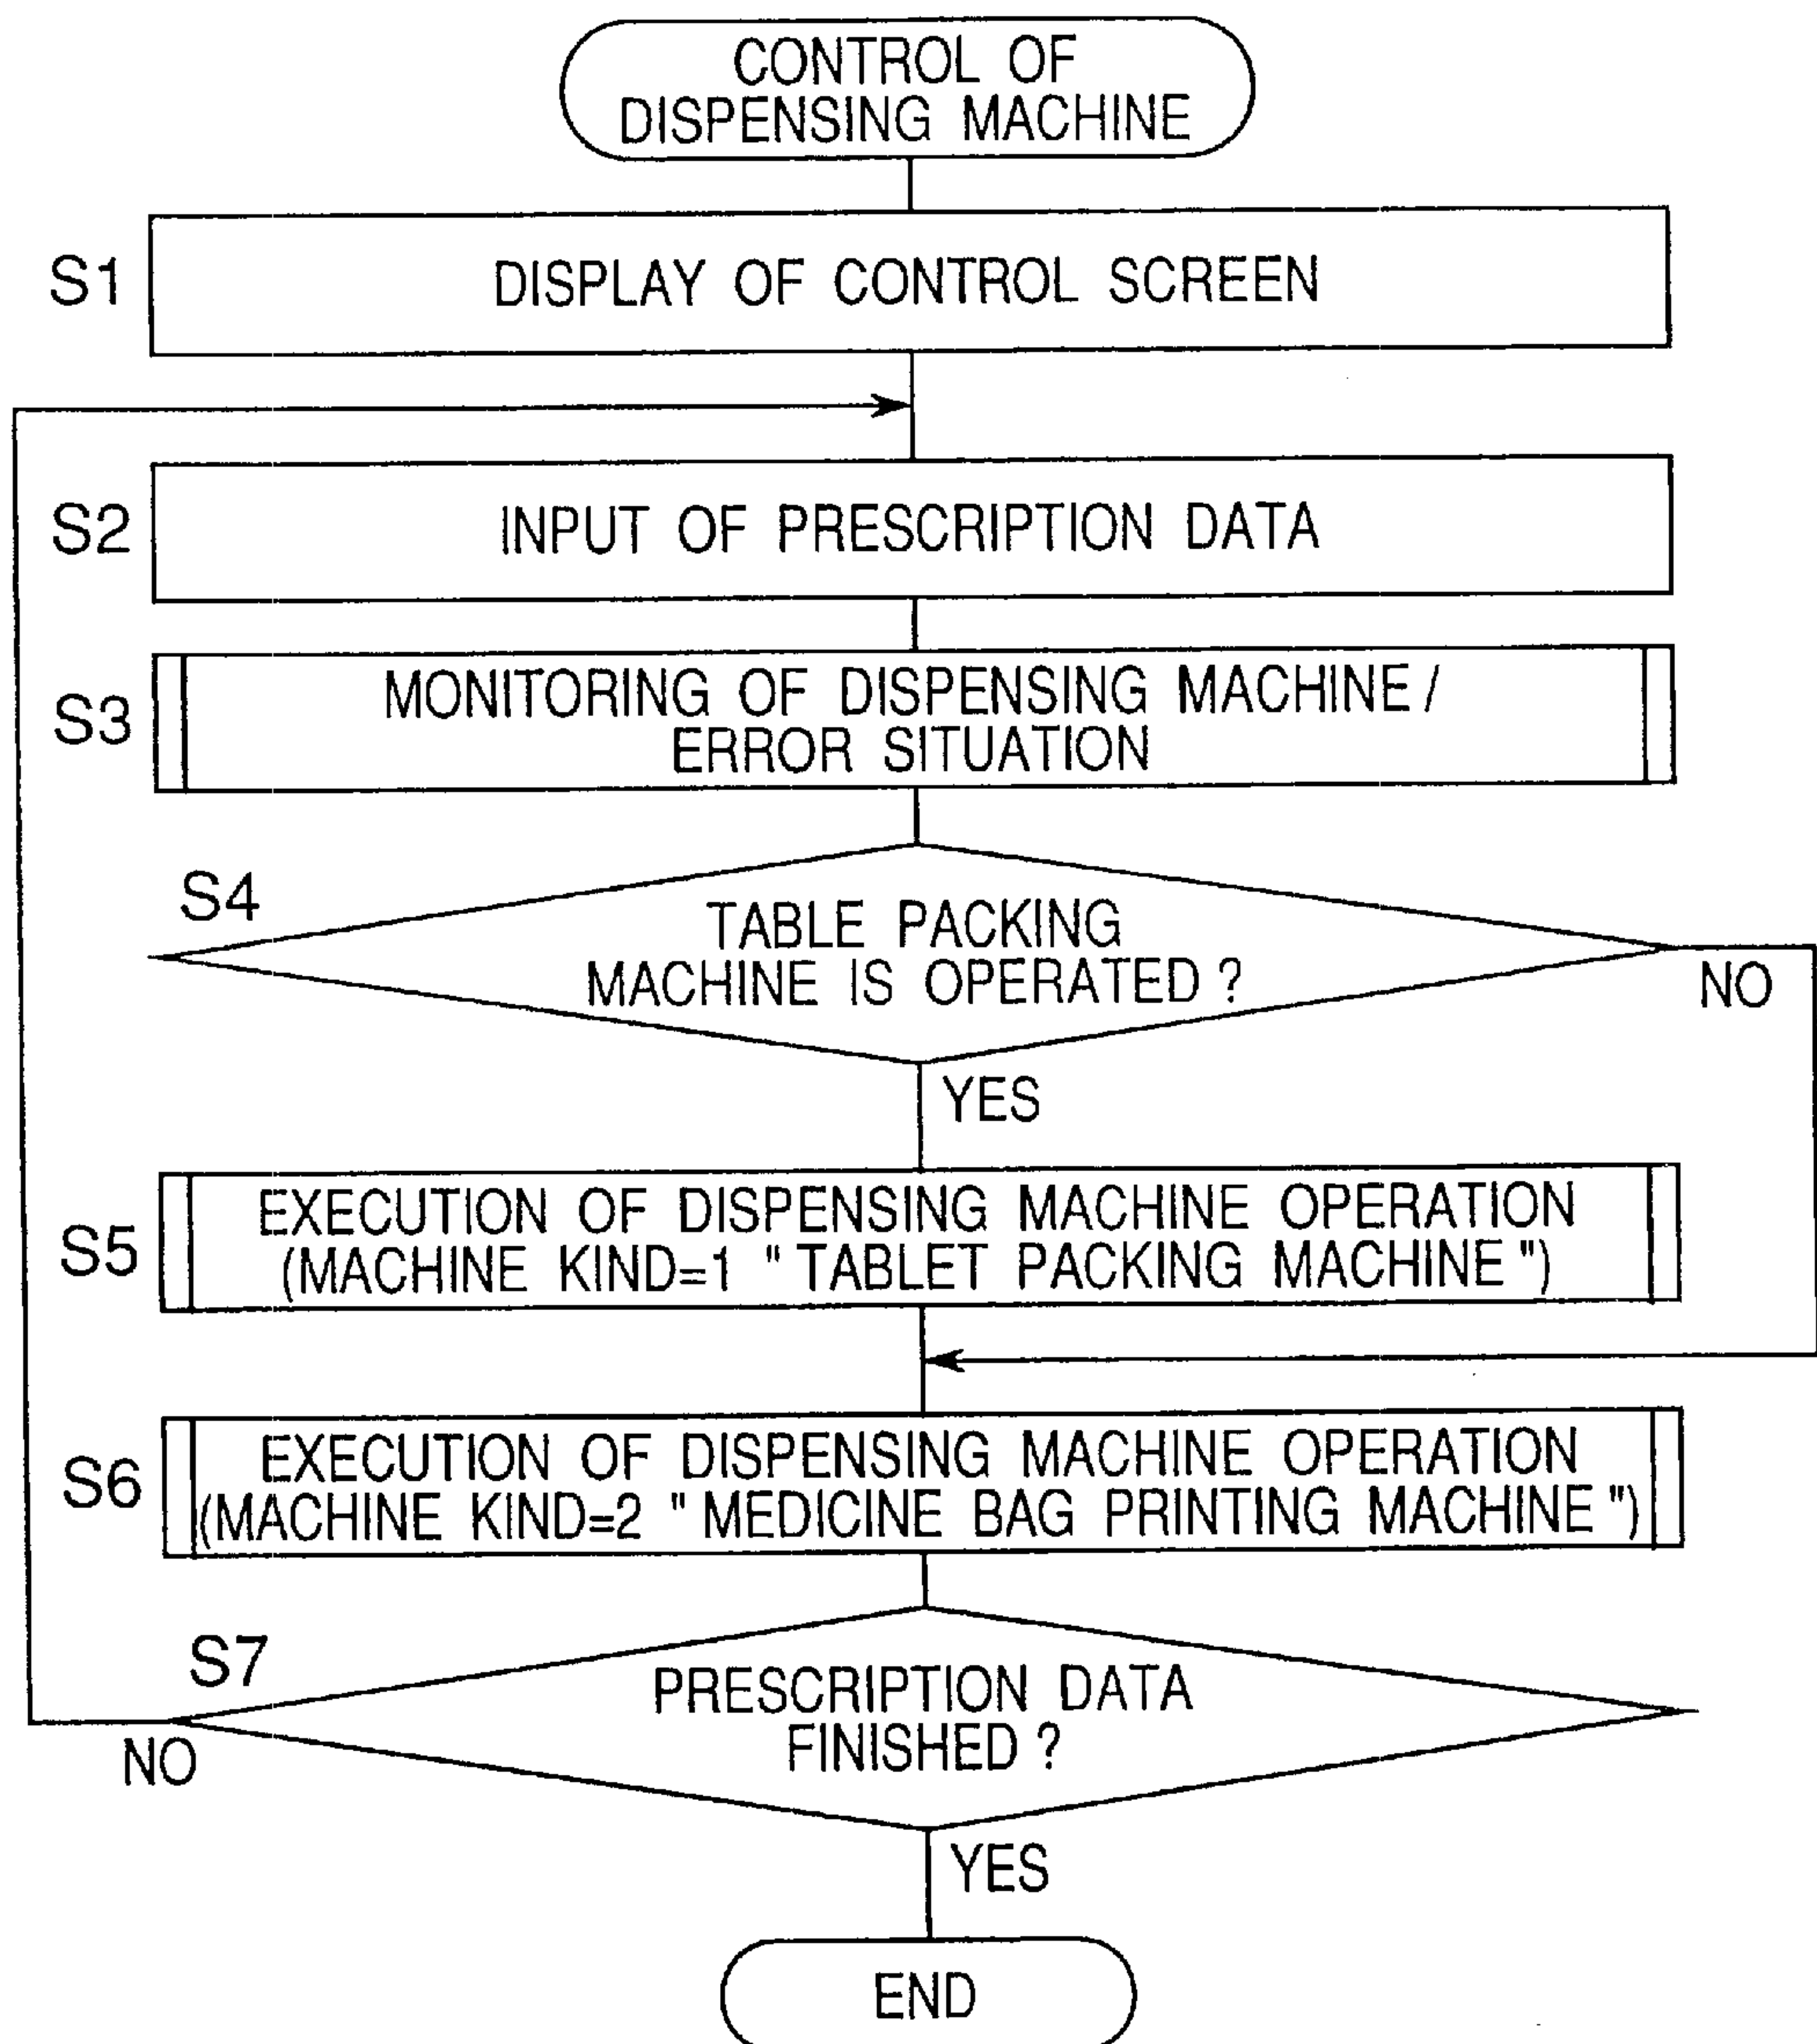 CONTROL OF
DISPENSING MACHINE
S1
DISPLAY OF CONTROL SCREEN
S2
INPUT OF PRESCRIPTION DATA
S3
MONITORING OF DISPENSING MACHINE /
ERROR SITUATION
S4
TABLE PACKING
MACHINE IS OPERATED ?
NO
YES
S5
EXECUTION OF DISPENSING MACHINE OPERATION
(MACHINE KIND=1 " TABLET PACKING MACHINE ")
S6
EXECUTION OF DISPENSING MACHINE OPERATION
(MACHINE KIND=2 " MEDICINE BAG PRINTING MACHINE ")
S7
PRESCRIPTION DATA
FINISHED ?
NO
YES
END